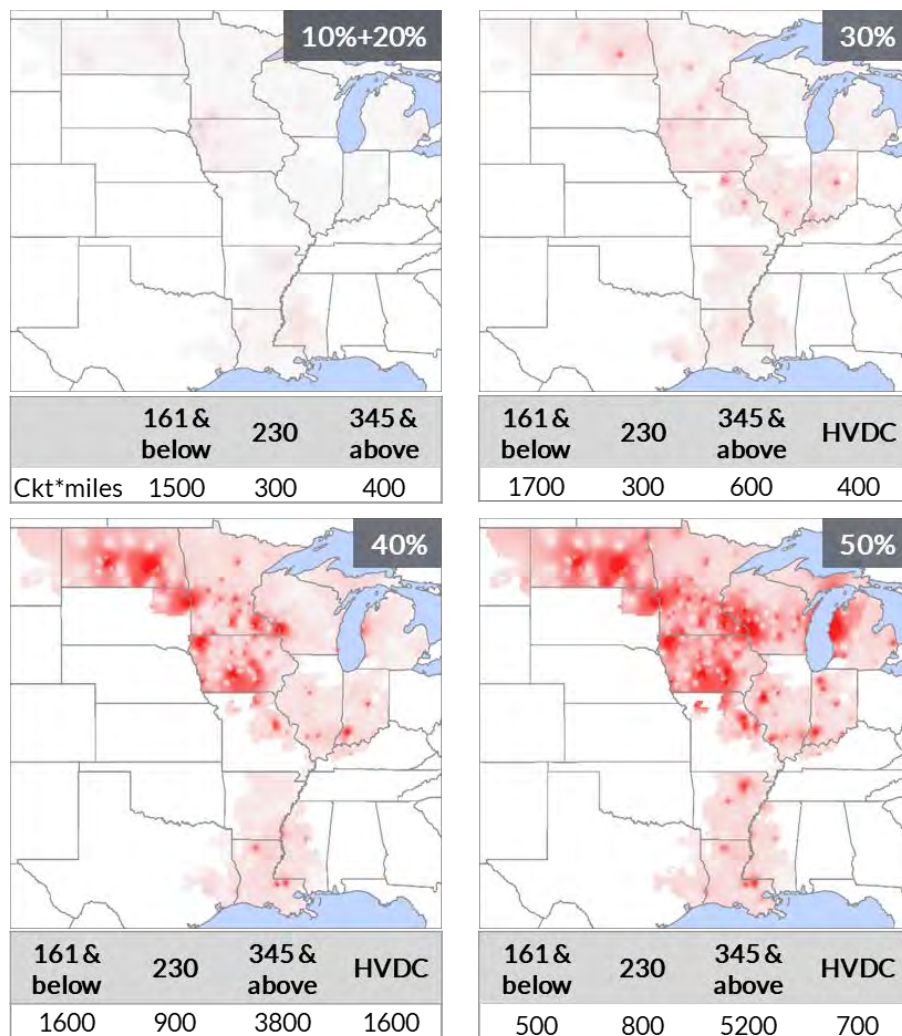 10%+20%
161 & below 230 345 & above
Ckt*miles 1500 300 400
30%
161 & below 230 345 & above HVDC
1700 300 600 400
40%
161 & below 230 345 & above HVDC
1600 900 3800 1600
50%
161 & below 230 345 & above HVDC
500 800 5200 700